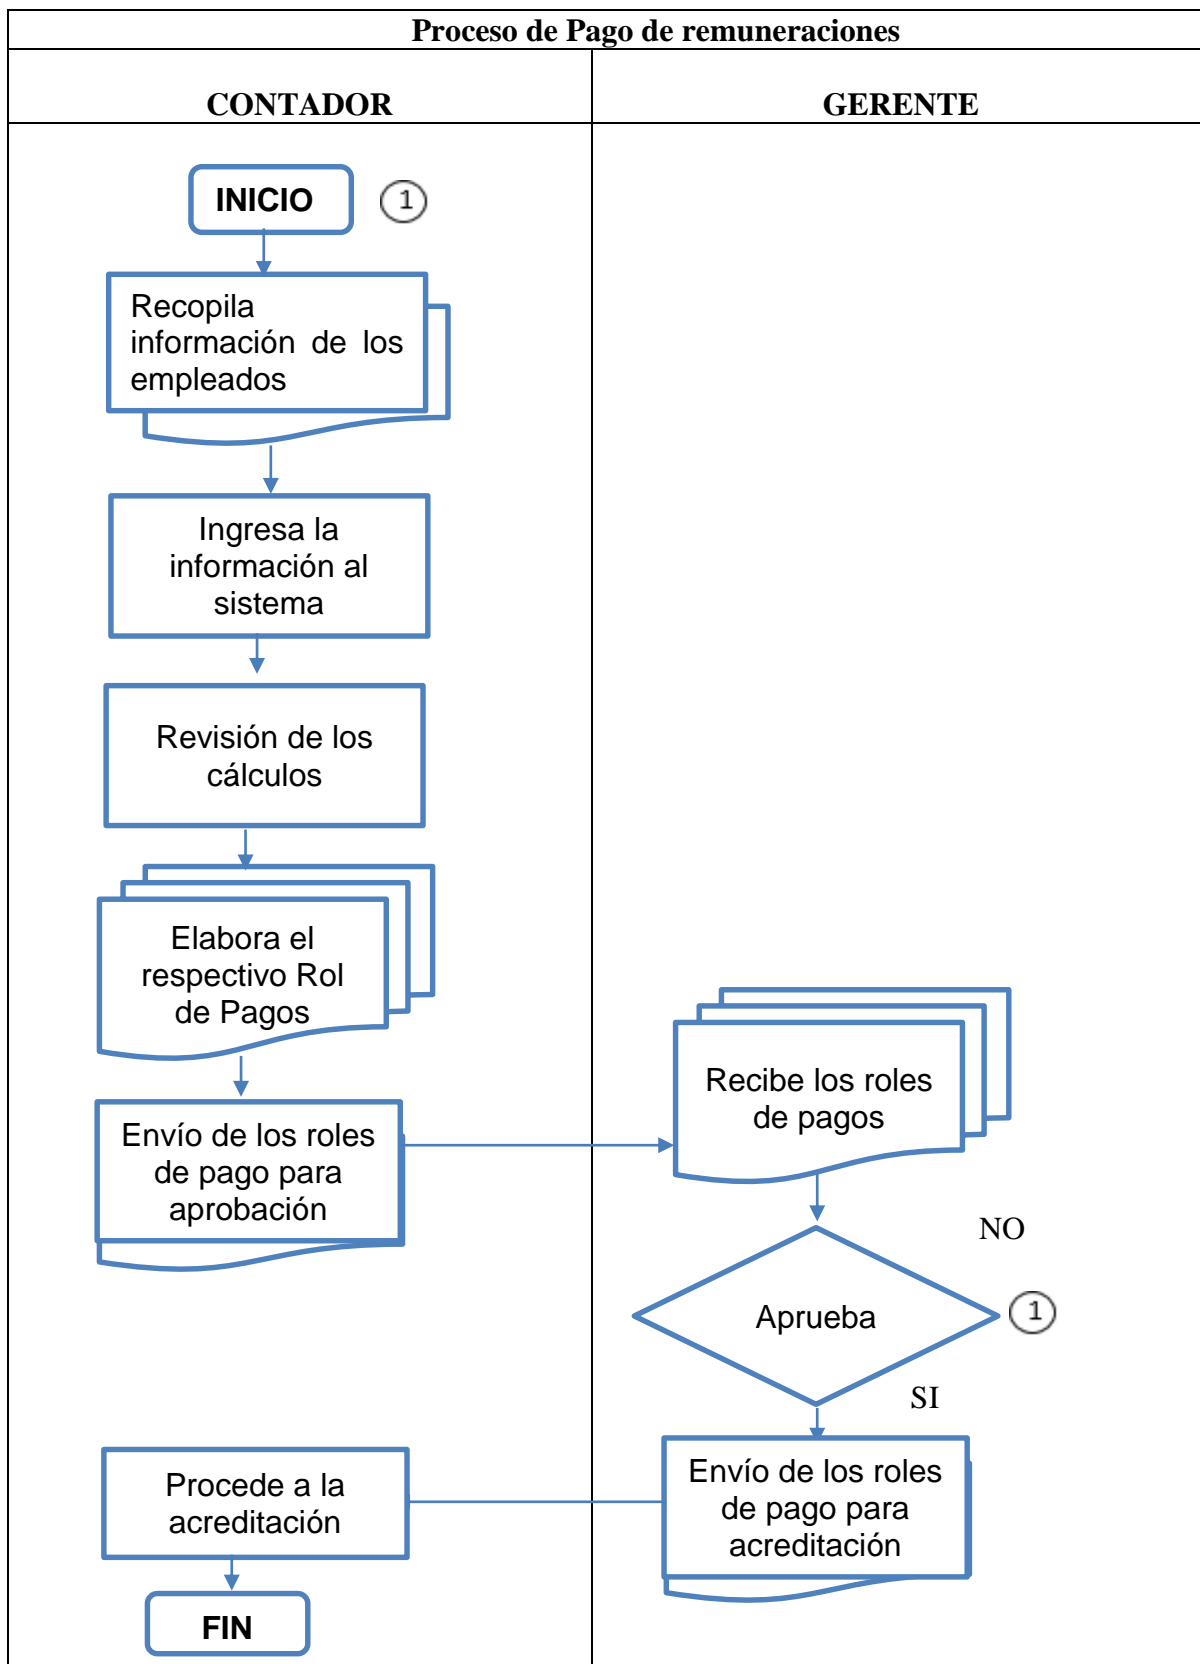 Proceso de Pago de remuneraciones
CONTADOR
GERENTE
INICIO
1
Recopila
información de los
empleados
Ingresa la
información al
sistema
Revisión de los
cálculos
Elabora el
respectivo Rol
de Pagos
Envío de los roles
de pago para
aprobación
Recibe los roles
de pagos
NO
Aprueba
1
SI
Envío de los roles
de pago para
acreditación
Procede a la
acreditación
FIN